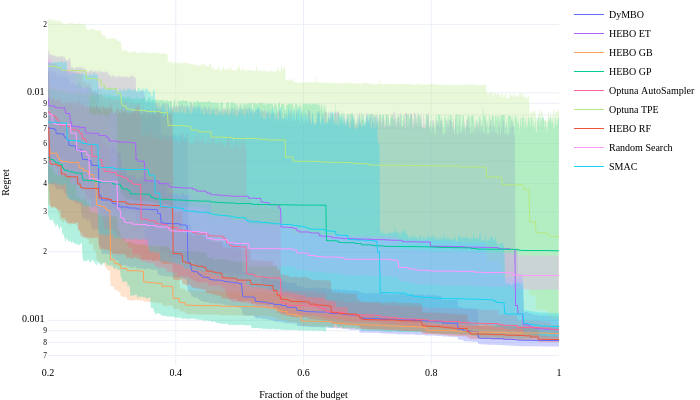 2
0.01
9
8
7
6
5
4
3
2
0.001
9
8
7
0.2
0.4
0.6
0.8
1
Regret
Fraction of the budget
DyMBO
HEBO ET
HEBO GB
HEBO GP
Optuna AutoSampler
Optuna TPE
HEBO RF
Random Search
SMAC